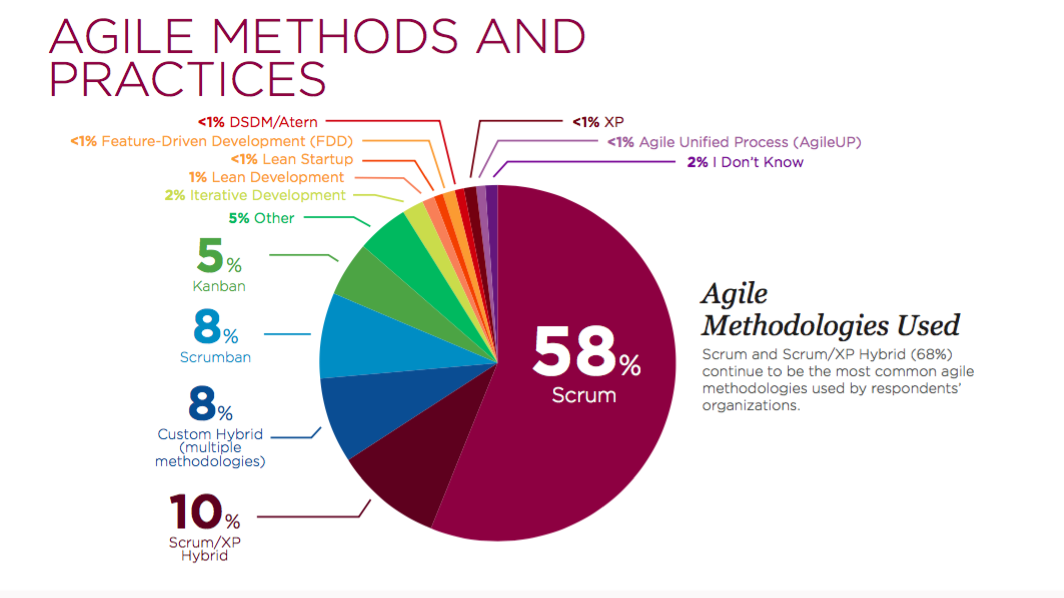 AGILE METHODS AND
PRACTICES
<1% DSDM/Atern
<1% XP
<1% Feature-Driven Development (FDD)
<1% Agile Unified Process (AgileUP)
<1% Lean Startup
2% I Don't Know
1% Lean Development
2% Iterative Development
5% Other
5%
Kanban
8%
Scrumban
8%
Custom Hybrid
(multiple
methodologies)
10%
Scrum/XP
Hybrid
58%
Scrum
Agile
Methodologies Used
Scrum and Scrum/XP Hybrid (68%)
continue to be the most common agile
methodologies used by respondents'
organizations.